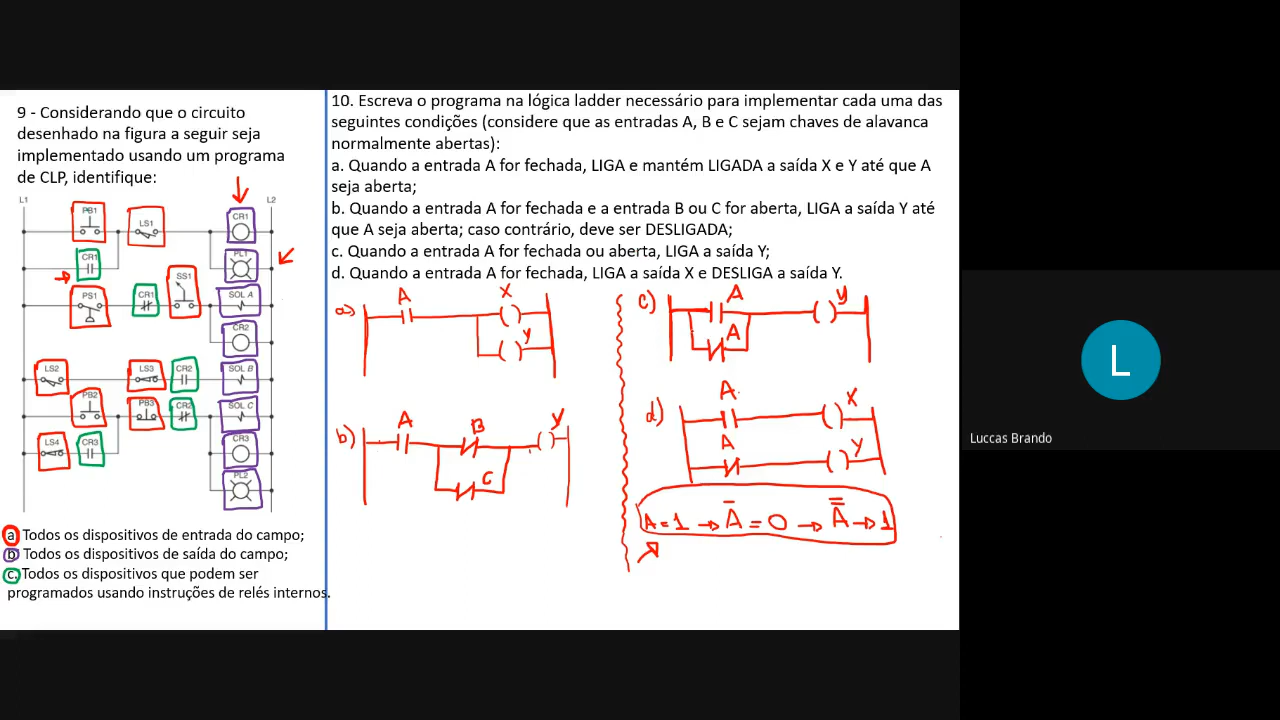 9 - Considerando que o circuito
desenhado na figura a seguir seja
implementado usando um programa
de CLP, identifique:
L1 L2
PB1 LS1 CR1
CR1 PL1
PS1 CR1 SS1 SOL A
CR2
LS2 LS3 CR2 SOL B
PB2 PB3 CR2 SOL C
LS4 CR3 CR3
PL2
a Todos os dispositivos de entrada do campo;
b Todos os dispositivos de saída do campo;
c. Todos os dispositivos que podem ser
programados usando instruções de relés internos.
10. Escreva o programa na lógica ladder necessário para implementar cada uma das
seguintes condições (considere que as entradas A, B e C sejam chaves de alavanca
normalmente abertas):
a. Quando a entrada A for fechada, LIGA e mantém LIGADA a saída X e Y até que A
seja aberta;
b. Quando a entrada A for fechada e a entrada B ou C for aberta, LIGA a saída Y até
que A seja aberta; caso contrário, deve ser DESLIGADA;
c. Quando a entrada A for fechada ou aberta, LIGA a saída Y;
d. Quando a entrada A for fechada, LIGA a saída X e DESLIGA a saída Y.
a) A X
Y
b) A B Y
C
c) A Y
A
d) A X
A Y
A = 1 → A̅ = 0 → A̿ → 1
L
Luccas Brando